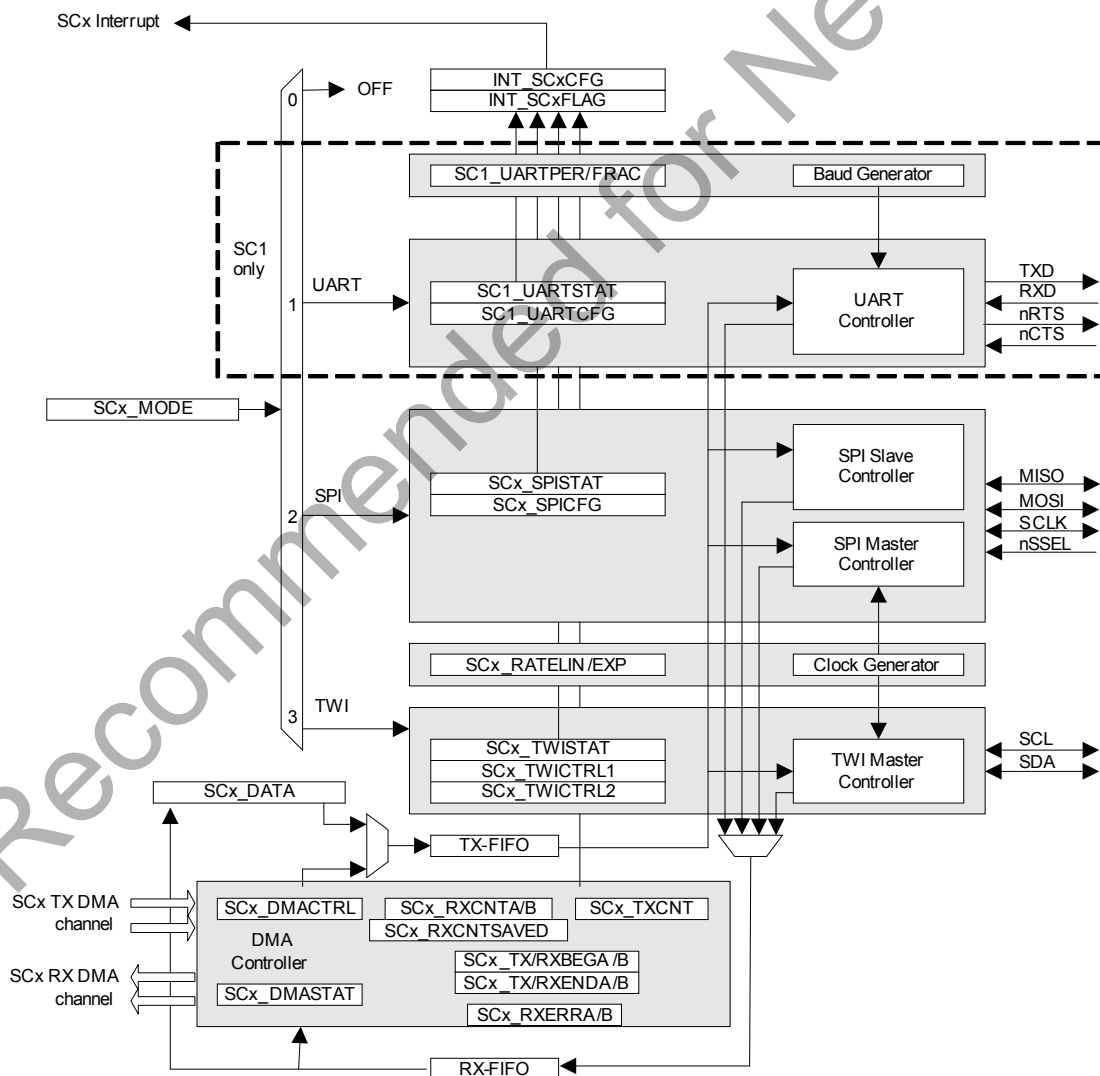 SCx Interrupt
INT_SCxCFG
INT_SCxFLAG
0
OFF
SC1_UARTPER/FRAC
Baud Generator
SC1
only
UART
1
SC1_UARTSTAT
SC1_UARTCFG
UART
Controller
TXD
RXD
nRTS
nCTS
SCx_MODE
SPI
2
SCx_SPISTAT
SCx_SPICFG
SPI Slave
Controller
SPI Master
Controller
MISO
MOSI
SCLK
nSSEL
SCx_RATELIN/EXP
Clock Generator
TWI
3
SCx_TWISTAT
SCx_TWICTRL1
SCx_TWICTRL2
TWI Master
Controller
SCL
SDA
SCx_DATA
TX-FIFO
SCx TX DMA
channel
SCx RX DMA
channel
SCx_DMACTRL
SCx_RXCNTA/B
SCx_TXCNT
SCx_RXCNTSAVED
DMA
Controller
SCx_TX/RXBEGA/B
SCx_TX/RXENDA/B
SCx_DMASTAT
SCx_RXERRA/B
RX-FIFO
Recommended for Ne